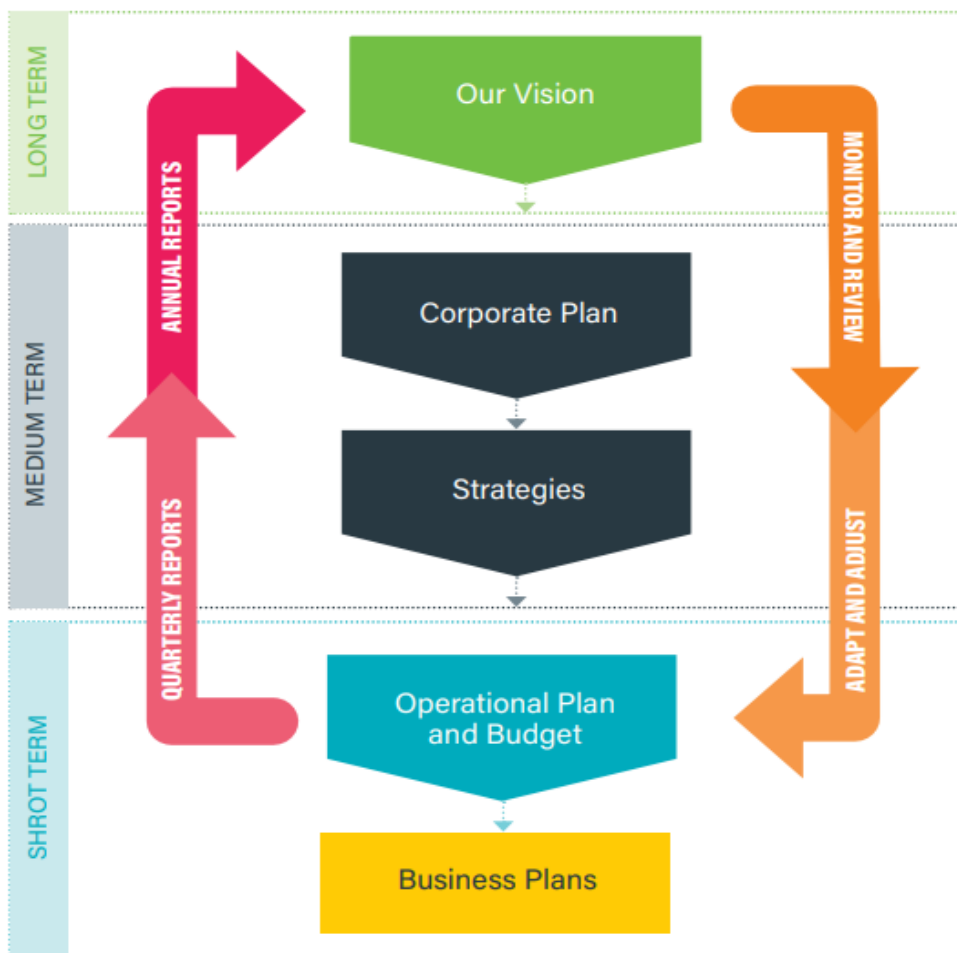 LONG TERM
Our Vision
ANNUAL REPORTS
MONITOR AND REVIEW
MEDIUM TERM
Corporate Plan
Strategies
QUARTERLY REPORTS
ADAPT AND ADJUST
SHROT TERM
Operational Plan
and Budget
Business Plans